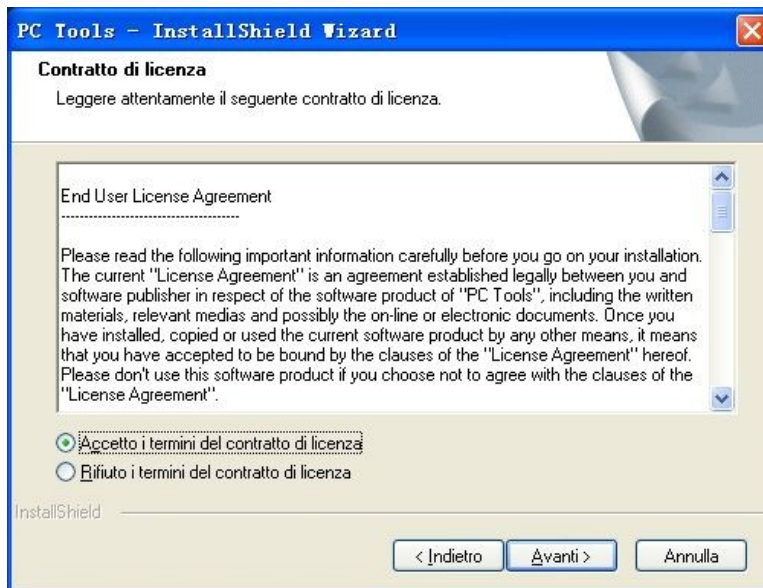 PC Tools - InstallShield Wizard
Contratto di licenza
Leggere attentamente il seguente contratto di licenza.
End User License Agreement
---------------------------------------
Please read the following important information carefully before you go on your installation.
The current "License Agreement" is an agreement established legally between you and
software publisher in respect of the software product of "PC Tools", including the written
materials, relevant medias and possibly the on-line or electronic documents. Once you
have installed, copied or used the current software product by any other means, it means
that you have accepted to be bound by the clauses of the "License Agreement" hereof.
Please don't use this software product if you choose not to agree with the clauses of the
"License Agreement".
Accetto i termini del contratto di licenza
Rifiuto i termini del contratto di licenza
InstallShield
< Indietro
Avanti >
Annulla